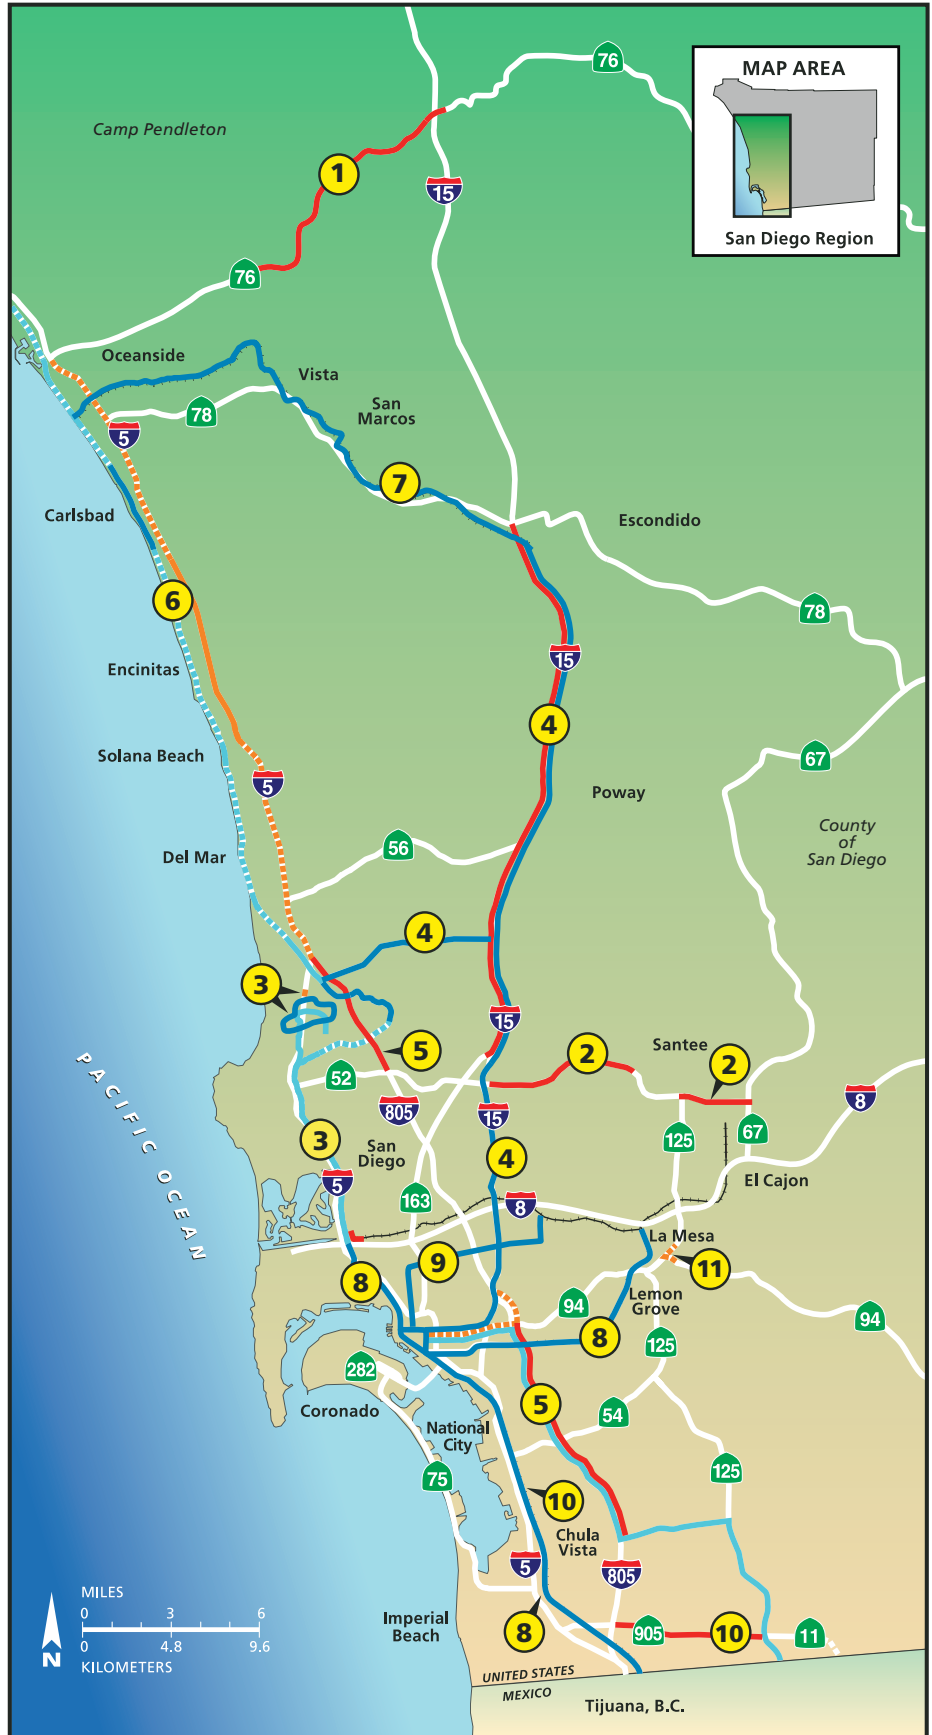 76
MAP AREA
San Diego Region
Camp Pendleton
1
15
76
Oceanside
Vista
San
Marcos
78
5
7
Carlsbad
Escondido
6
78
Encinitas
15
4
Solana Beach
5
67
Poway
County
of
San Diego
56
Del Mar
4
3
15
5
2
Santee
2
52
805
15
8
PACIFIC OCEAN
3
San
Diego
125
67
4
5
163
8
El Cajon
La Mesa
9
11
8
Lemon
Grove
94
94
8
125
282
Coronado
5
54
National
City
75
125
10
Chula
Vista
5
805
MILES
0 3 6
0 4.8 9.6
KILOMETERS
N
Imperial
Beach
8
905
10
11
UNITED STATES
MEXICO
Tijuana, B.C.